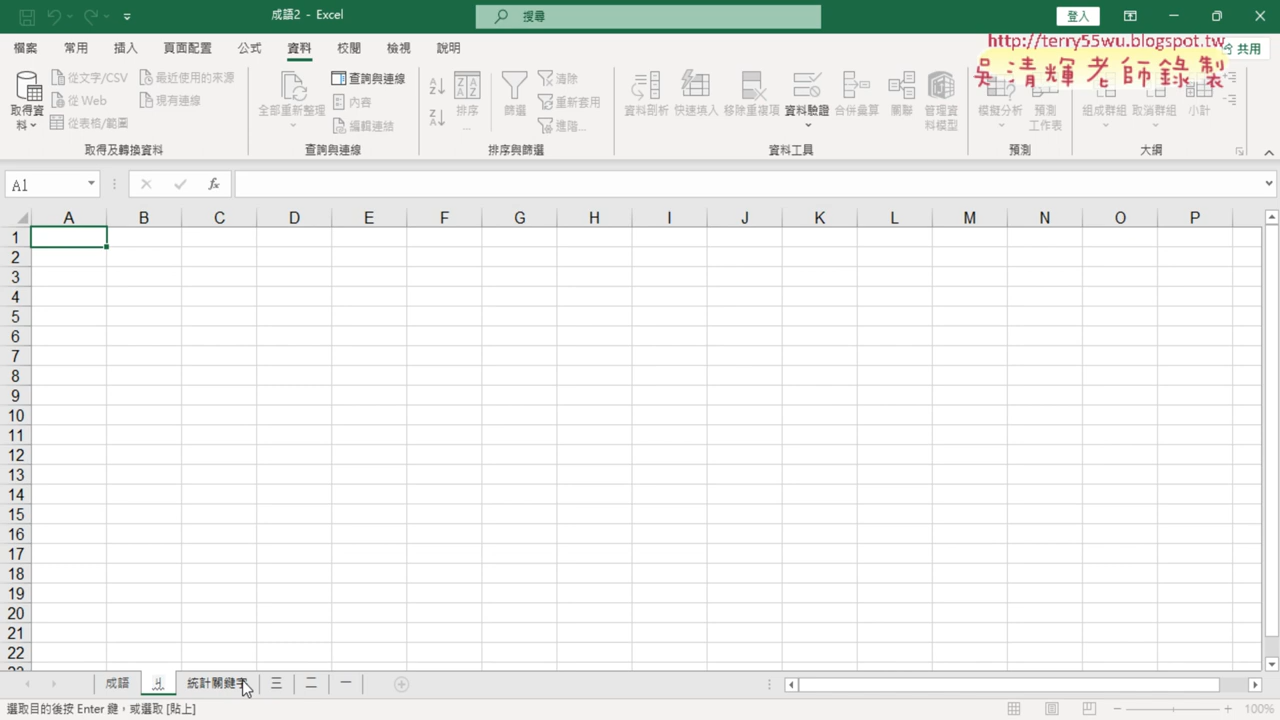 成語2 - Excel
搜尋
登入
檔案 常用 插入 頁面配置 公式 資料 校閱 檢視 說明
共用
http://terry55wu.blogspot.tw
吳清輝老師錄製
取得資料
從文字/CSV
從 Web
從表格/範圍
最近使用的來源
現有連線
取得及轉換資料
全部重新整理
查詢與連線
內容
編輯連結
查詢與連線
排序...
篩選
清除
重新套用
進階...
排序與篩選
資料剖析 快速填入 移除重複項 資料驗證 合併彙算 關聯 管理資料模型
資料工具
模擬分析 預測工作表
預測
組成群組 取消群組 小計
大綱
A1
fx
A B C D E F G H I J K L M N O P
1
2
3
4
5
6
7
8
9
10
11
12
13
14
15
16
17
18
19
20
21
22
成語 統計關鍵字 三 二 一
選取目的後按 Enter 鍵，或選取 [貼上]
100%